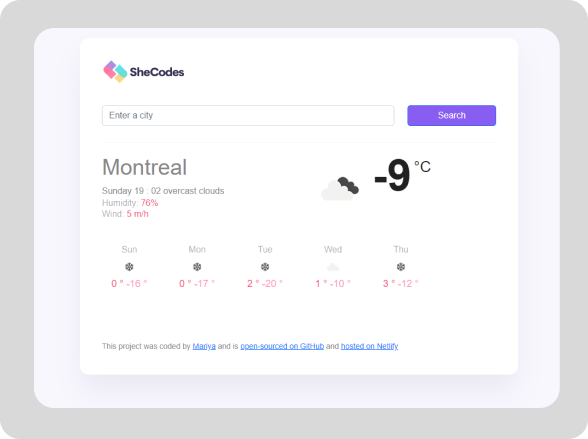 SheCodes
Enter a city
Search
Montreal
Sunday 19 : 02 overcast clouds
Humidity: 76%
Wind: 5 m/h
-9 °C
Sun Mon Tue Wed Thu
0 ° -16 ° 0 ° -17 ° 2 ° -20 ° 1 ° -10 ° 3 ° -12 °
This project was coded by Mariya and is open-sourced on GitHub and hosted on Netlify